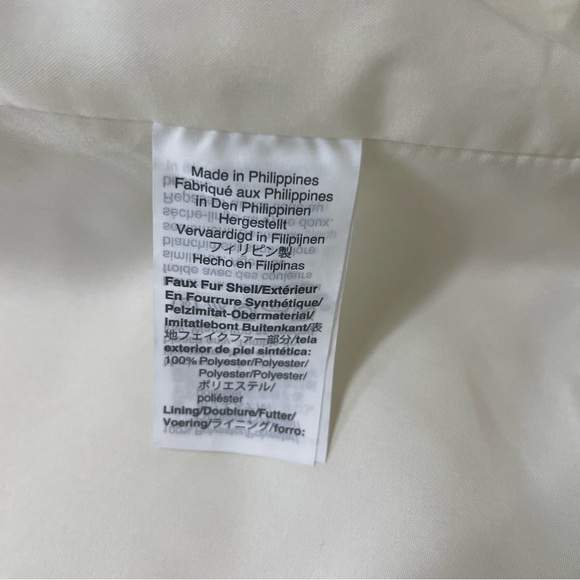 Made in Philippines
Fabriqué aux Philippines
in Den Philippinen
Hergestellt
Vervaardigd in Filipijnen
フィリピン製
Hecho en Filipinas
Faux Fur Shell/Extérieur
En Fourrure Synthétique/
Pelzimitat-Obermaterial/
Imitatiebont Buitenkant/表
地フェイクファー部分/tela
exterior de piel sintética:
100% Polyester/Polyester/
Polyester/Polyester/
ポリエステル/
poliéster
Lining/Doublure/Futter/
Voering/ライニング/forro: